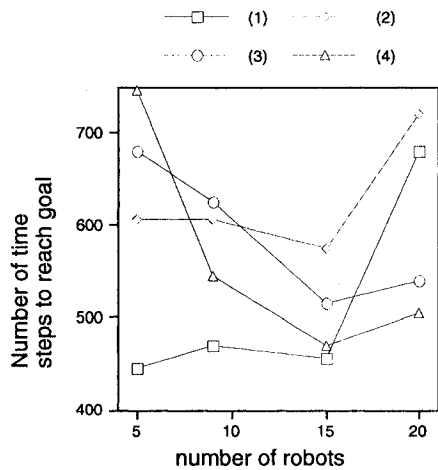 (1) (2)
(3) (4)
Number of time
steps to reach goal
700
600
500
400
5 10 15 20
number of robots